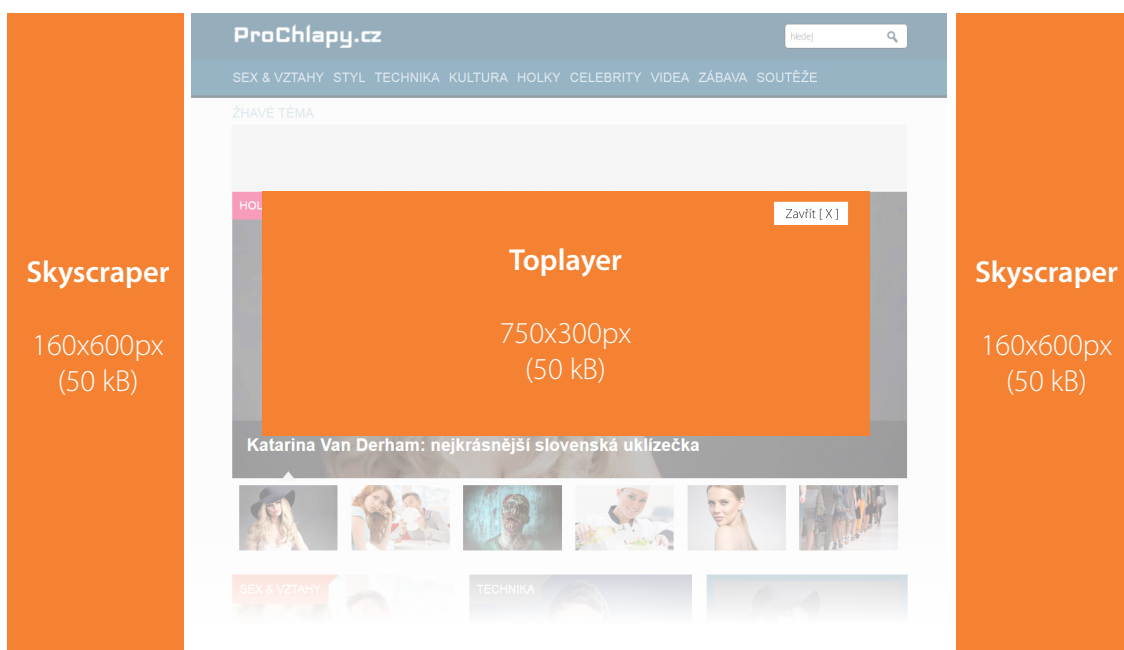 ProChlapy.cz
hledej
SEX & VZTAHY STYL TECHNIKA KULTURA HOLKY CELEBRITY VIDEA ZÁBAVA SOUTĚŽE
ŽHAVÉ TÉMA
HOL
Zavřít [ X ]
Toplayer
750x300px
(50 kB)
Skyscraper
160x600px
(50 kB)
Skyscraper
160x600px
(50 kB)
Katarina Van Derham: nejkrásnější slovenská uklízečka
SEX & VZTAHY
TECHNIKA